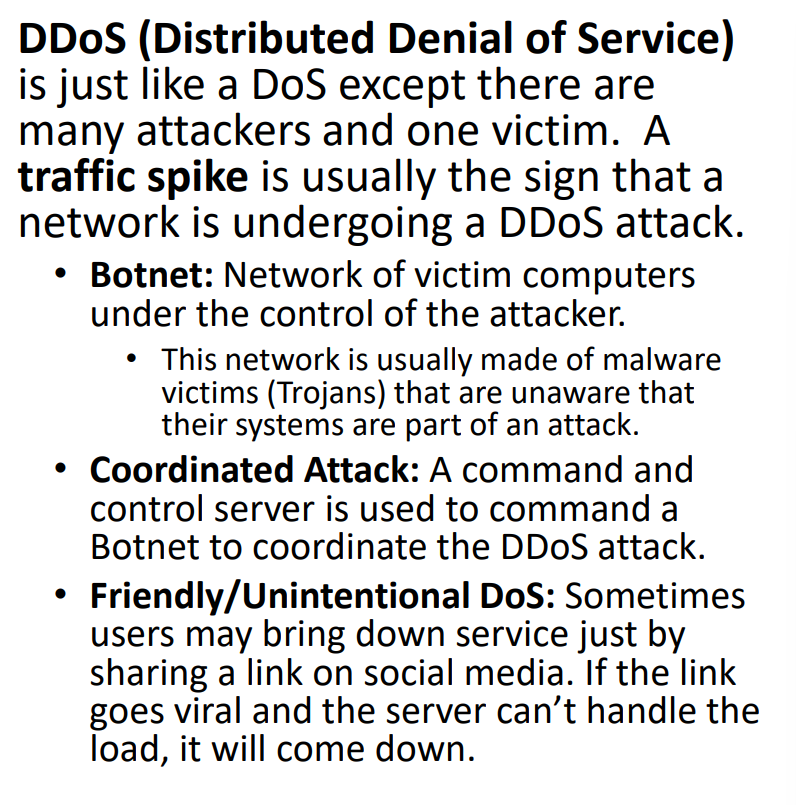 DDoS (Distributed Denial of Service)
is just like a DoS except there are
many attackers and one victim.  A
traffic spike is usually the sign that a
network is undergoing a DDoS attack.
• Botnet: Network of victim computers
under the control of the attacker.
• This network is usually made of malware
victims (Trojans) that are unaware that
their systems are part of an attack.
• Coordinated Attack: A command and
control server is used to command a
Botnet to coordinate the DDoS attack.
• Friendly/Unintentional DoS: Sometimes
users may bring down service just by
sharing a link on social media. If the link
goes viral and the server can’t handle the
load, it will come down.